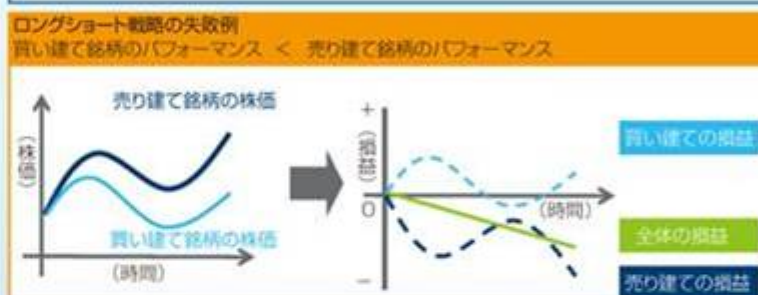 ロングショート戦略の失敗例
買い建て銘柄のパフォーマンス ＜ 売り建て銘柄のパフォーマンス
売り建て銘柄の株価
（株価）
買い建て銘柄の株価
（時間）
＋
（損益）
0
（時間）
－
買い建ての損益
全体の損益
売り建ての損益